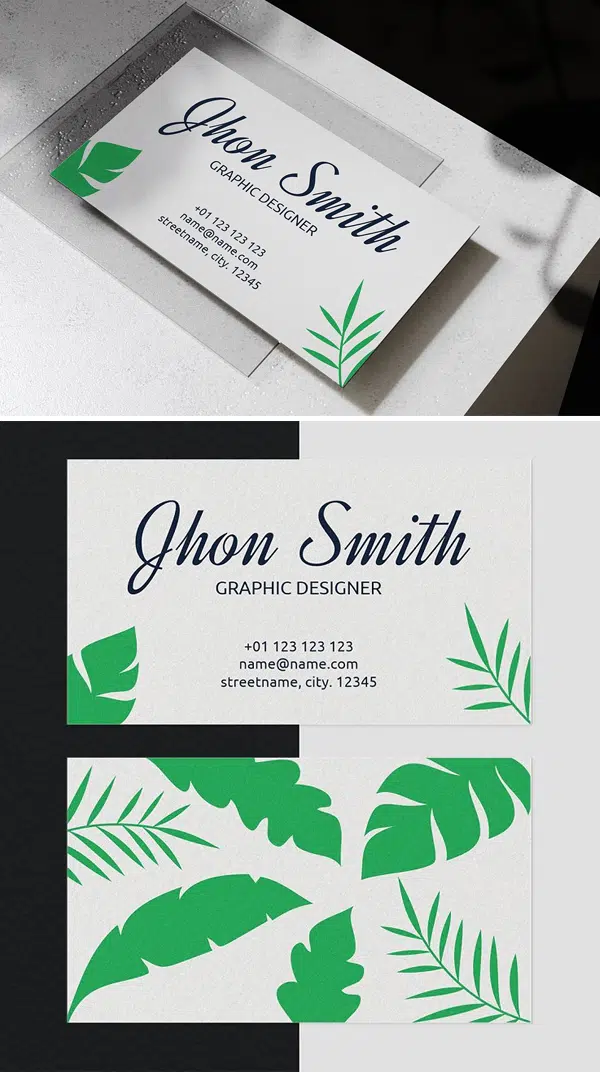 Jhon Smith
GRAPHIC DESIGNER
+01 123 123 123
name@name.com
streetname, city. 12345
Jhon Smith
GRAPHIC DESIGNER
+01 123 123 123
name@name.com
streetname, city. 12345